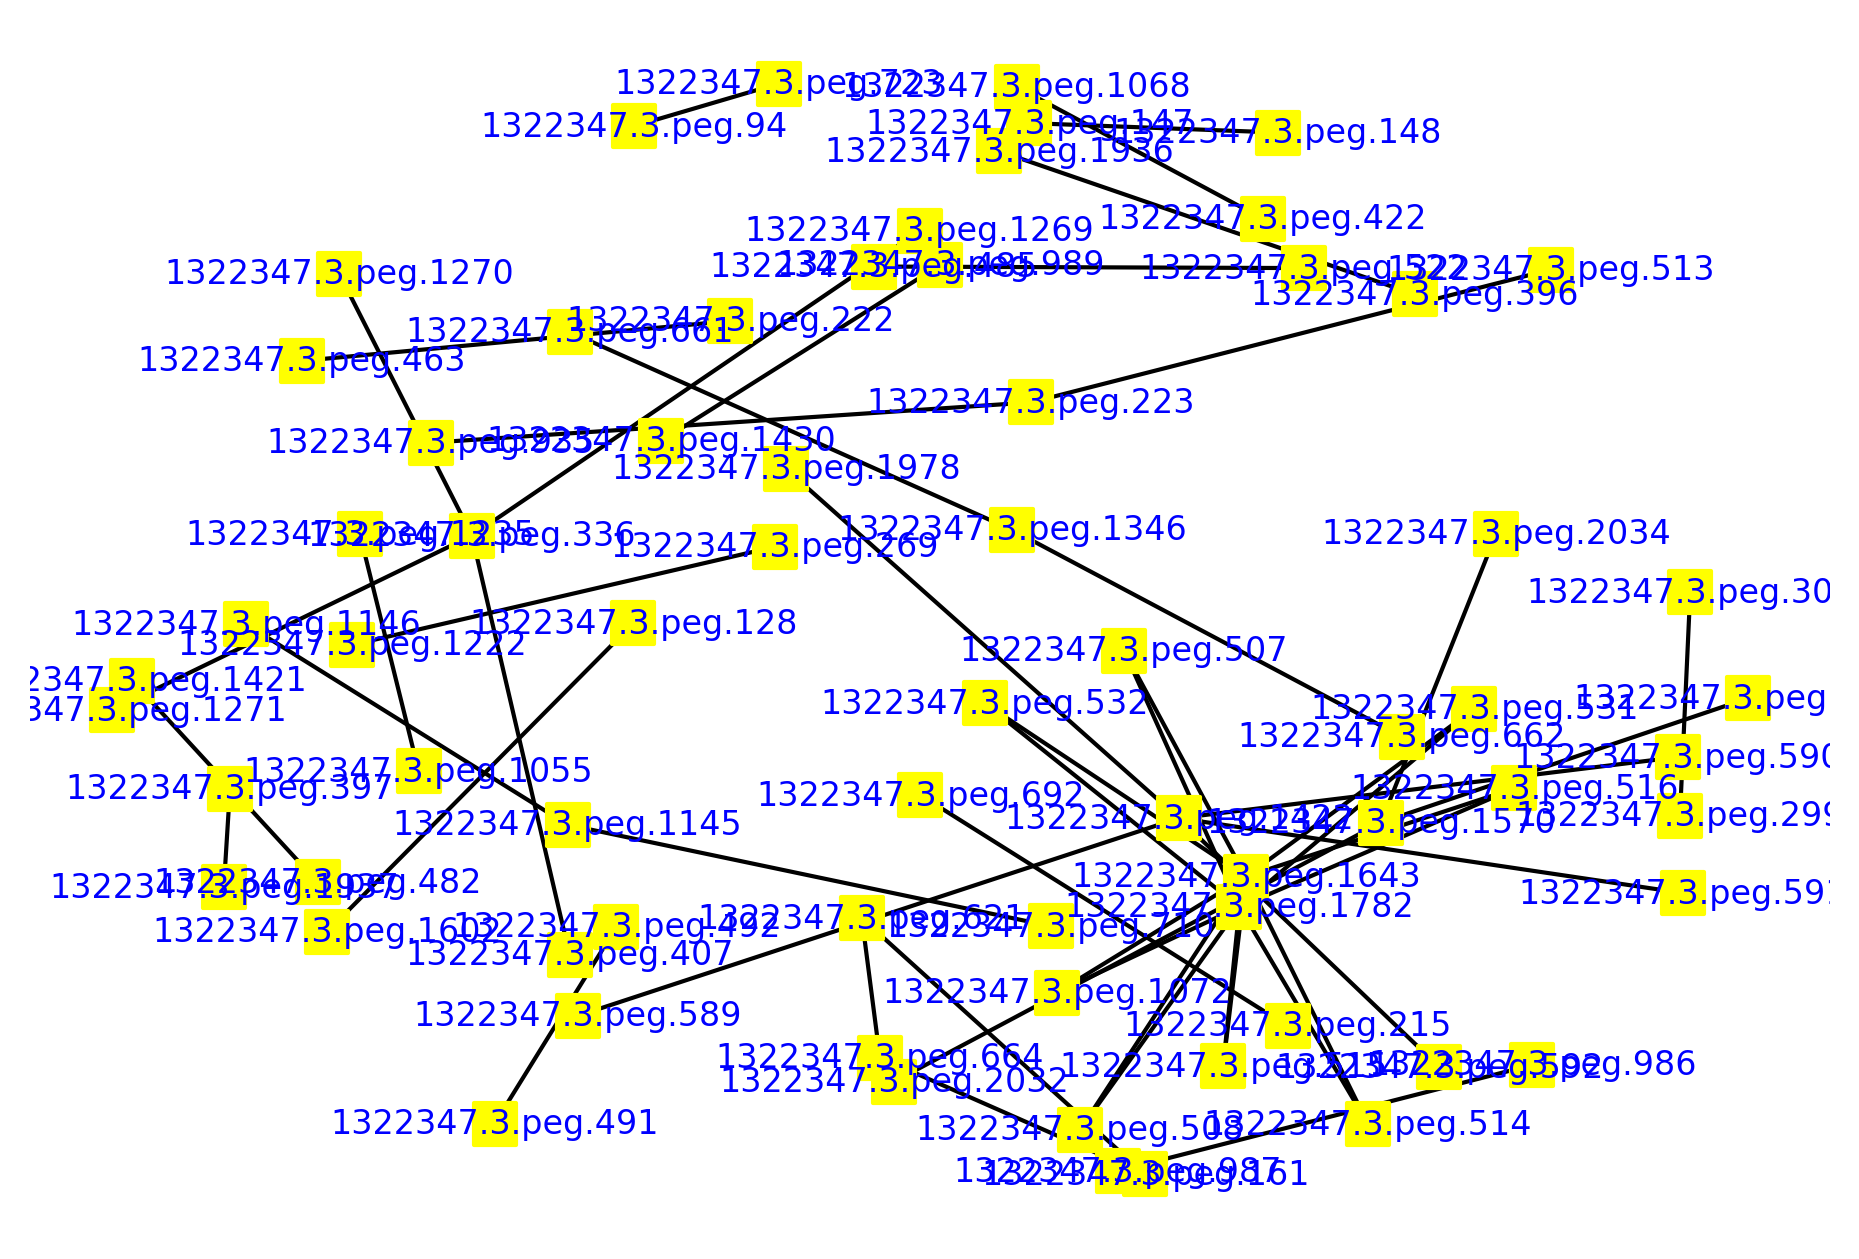 1322347.3.peg.723
1322347.3.peg.1068
1322347.3.peg.94
1322347.3.peg.147
1322347.3.peg.148
1322347.3.peg.1936
1322347.3.peg.422
1322347.3.peg.1269
1322347.3.peg.485
1322347.3.peg.989
1322347.3.peg.522
1322347.3.peg.513
1322347.3.peg.1270
1322347.3.peg.396
1322347.3.peg.222
1322347.3.peg.661
1322347.3.peg.463
1322347.3.peg.223
1322347.3.peg.935
1322347.3.peg.1430
1322347.3.peg.1978
1322347.3.peg.1235
1322347.3.peg.336
1322347.3.peg.269
1322347.3.peg.1346
1322347.3.peg.2034
1322347.3.peg.30
1322347.3.peg.1146
1322347.3.peg.1222
1322347.3.peg.128
1322347.3.peg.507
2347.3.peg.1421
347.3.peg.1271
1322347.3.peg.532
1322347.3.peg.531
1322347.3.peg.
1322347.3.peg.662
1322347.3.peg.590
1322347.3.peg.1055
1322347.3.peg.397
1322347.3.peg.692
1322347.3.peg.516
1322347.3.peg.1145
1322347.3.peg.1422
1322347.3.peg.1570
1322347.3.peg.299
1322347.3.peg.1643
1322347.3.peg.1937
1322347.3.peg.482
1322347.3.peg.591
1322347.3.peg.1782
1322347.3.peg.1602
1322347.3.peg.492
1322347.3.peg.621
1322347.3.peg.710
1322347.3.peg.407
1322347.3.peg.1072
1322347.3.peg.589
1322347.3.peg.215
1322347.3.peg.664
1322347.3.peg.2032
1322347.3.peg.515
1322347.3.peg.592
1322347.3.peg.986
1322347.3.peg.491
1322347.3.peg.508
1322347.3.peg.514
1322347.3.peg.987
1322347.3.peg.161